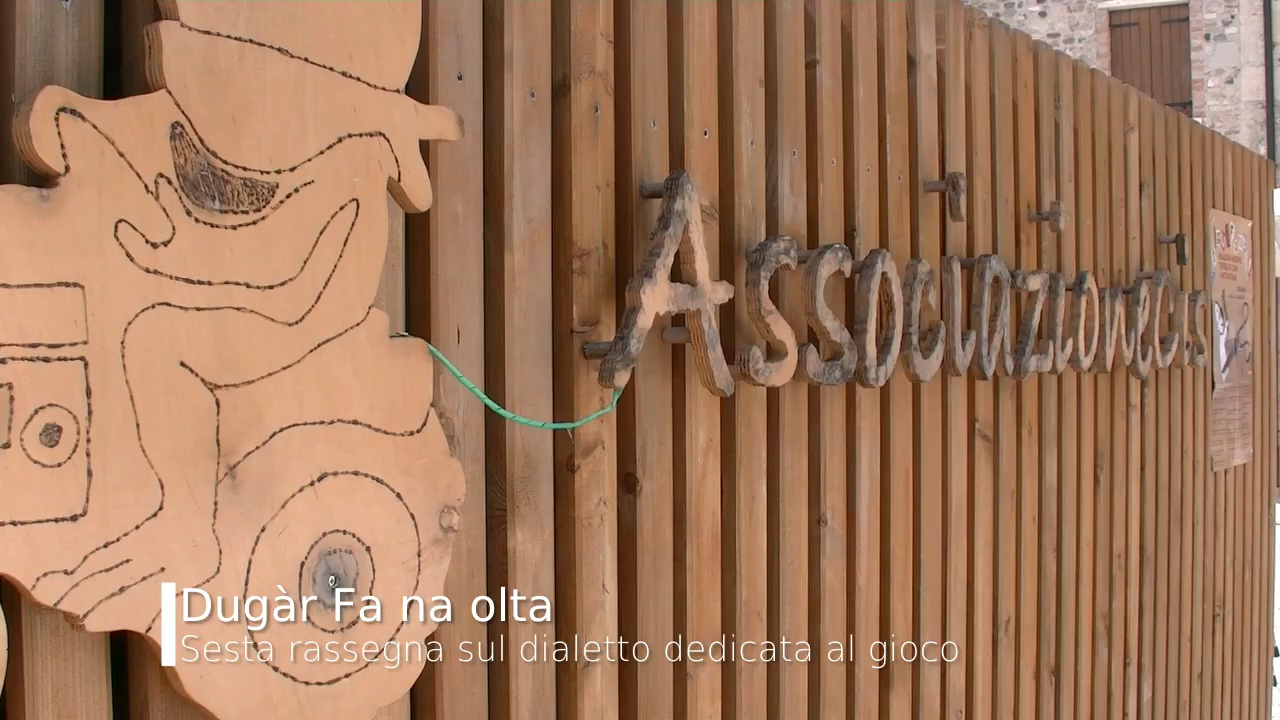 Associazione C.i.s
Dugàr Fa na olta
Sesta rassegna sul dialetto dedicata al gioco